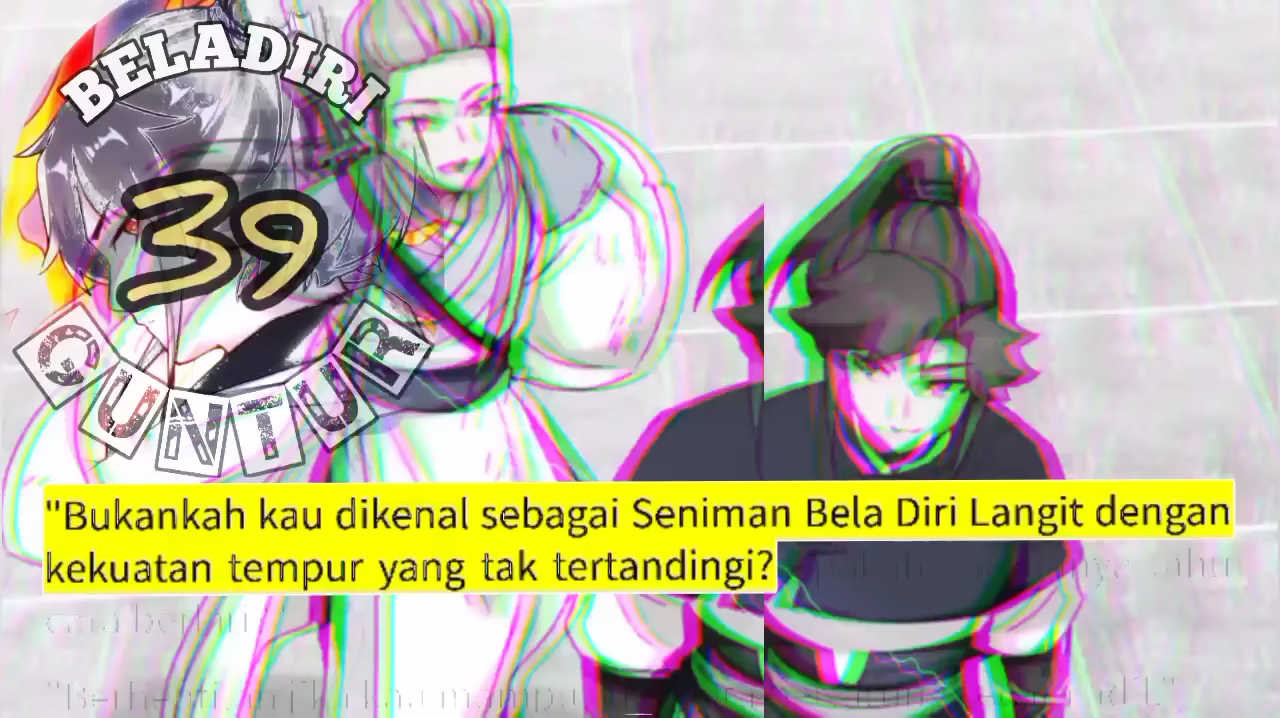 BELADIRI
39
GUNTUR
"Bukankah kau dikenal sebagai Seniman Bela Diri Langit dengan
kekuatan tempur yang tak tertandingi?